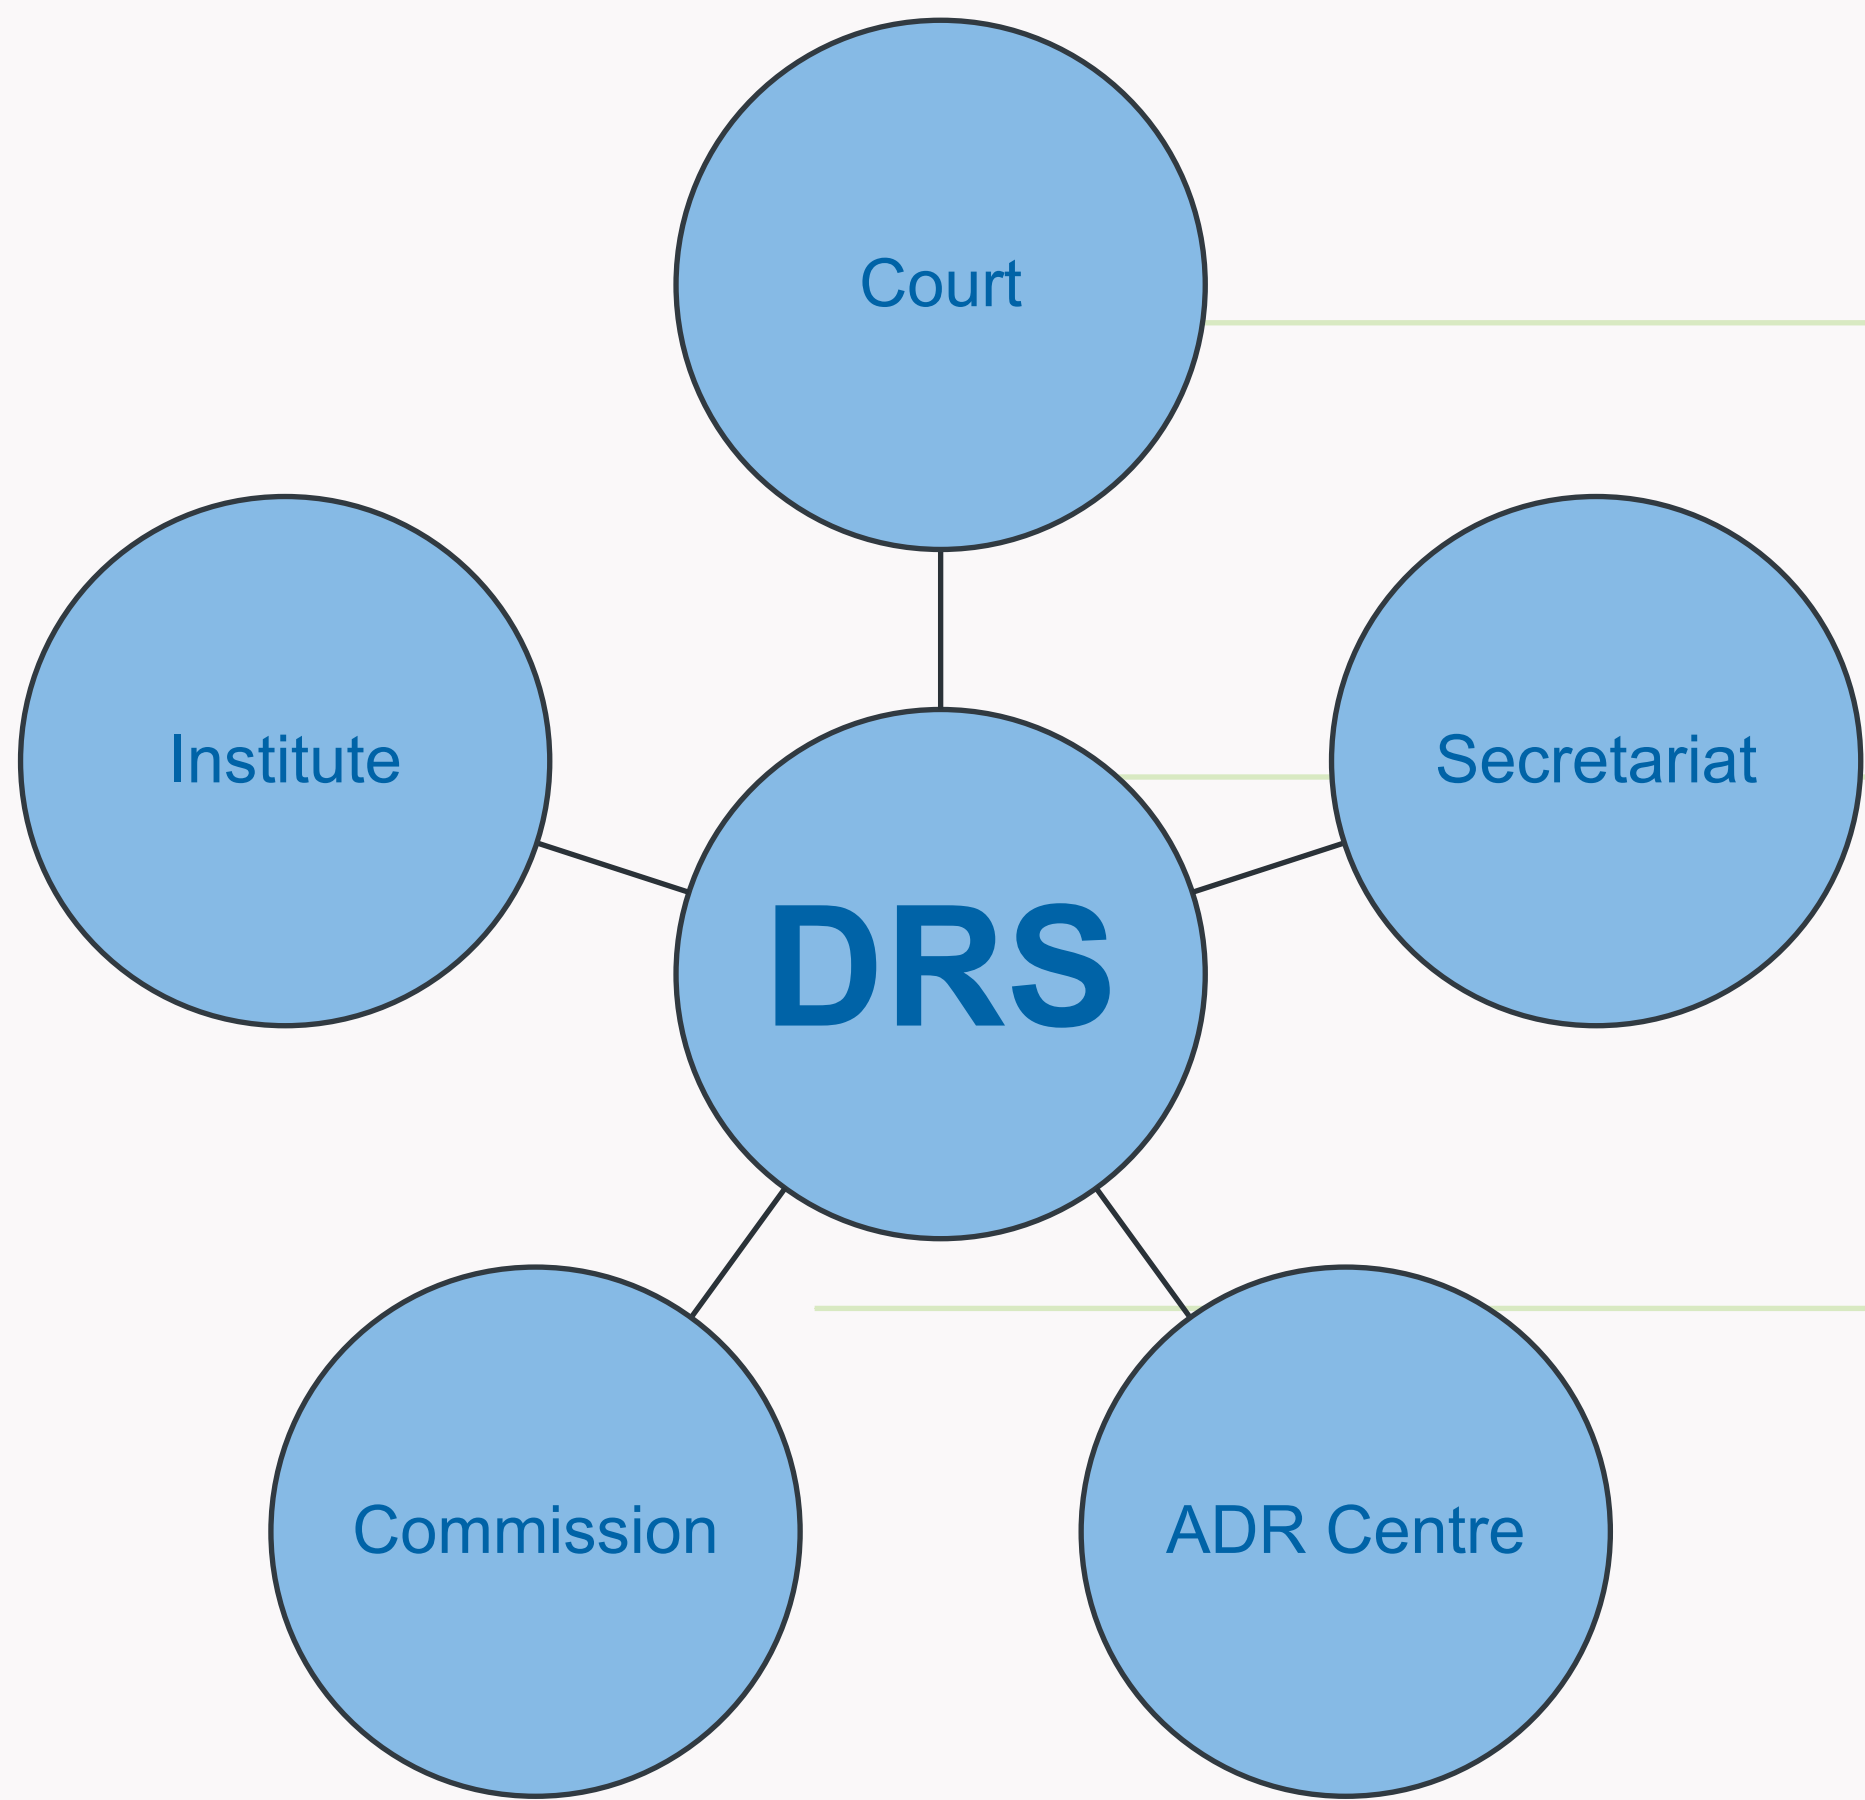 Court
Institute
Secretariat
DRS
Commission
ADR Centre